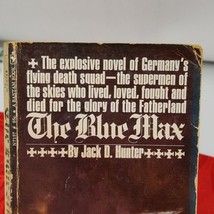 ✠ The explosive novel of Germany's
flying death squad—the supermen of
the skies who lived, loved, fought and
died for the glory of the Fatherland
The Blue Max
By Jack D. Hunter